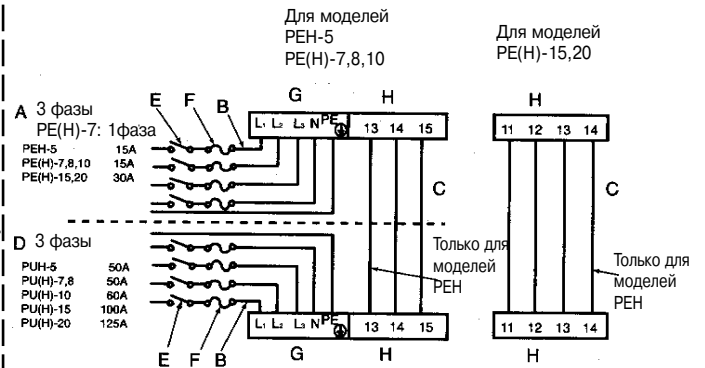 Для моделей
PEH-5
PE(H)-7,8,10
Для моделей
PE(H)-15,20
G
H
H
E
F
B
A 3 фазы
PE(H)-7: 1фаза
PEH-5 15A
PE(H)-7,8,10 15A
PE(H)-15,20 30A
L1 L2 L3 N PE 13 14 15
11 12 13 14
C
C
D 3 фазы
PUH-5 50A
PU(H)-7,8 50A
PU(H)-10 60A
PU(H)-15 100A
PU(H)-20 125A
Только для
моделей
PEH
Только для
моделей
PEH
L1 L2 L3 N PE 13 14 15
11 12 13 14
E F B
G
H
H